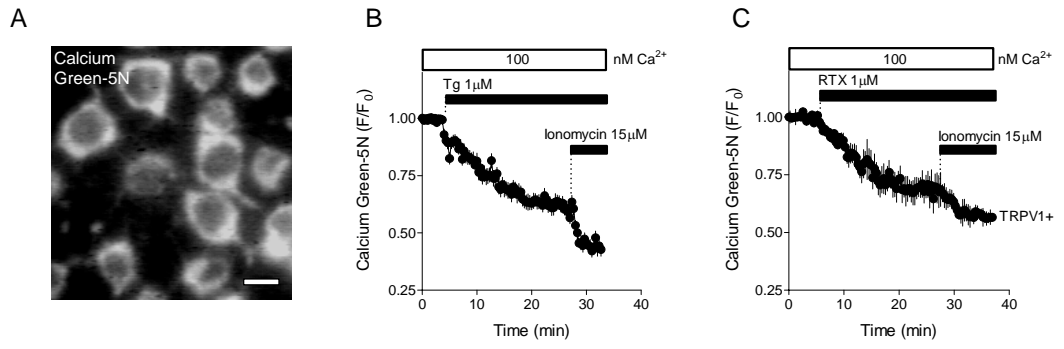 A
Calcium
Green-5N
B
100
nM Ca²⁺
Tg 1μM
Ionomycin 15μM
Calcium Green-5N (F/F₀)
1.00
0.75
0.50
0.25
0
10
20
30
40
Time (min)
C
100
nM Ca²⁺
RTX 1μM
Ionomycin 15μM
TRPV1+
Calcium Green-5N (F/F₀)
1.00
0.75
0.50
0.25
0
10
20
30
40
Time (min)